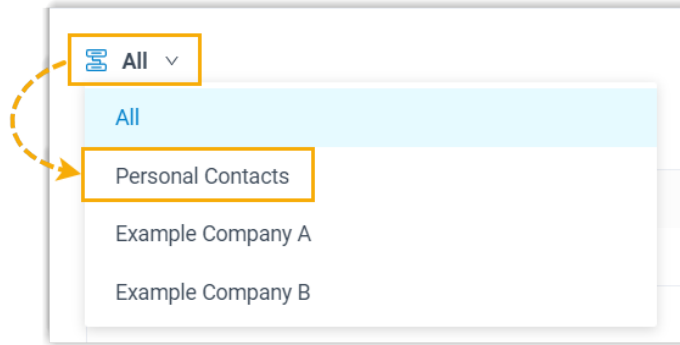 All
All
Personal Contacts
Example Company A
Example Company B